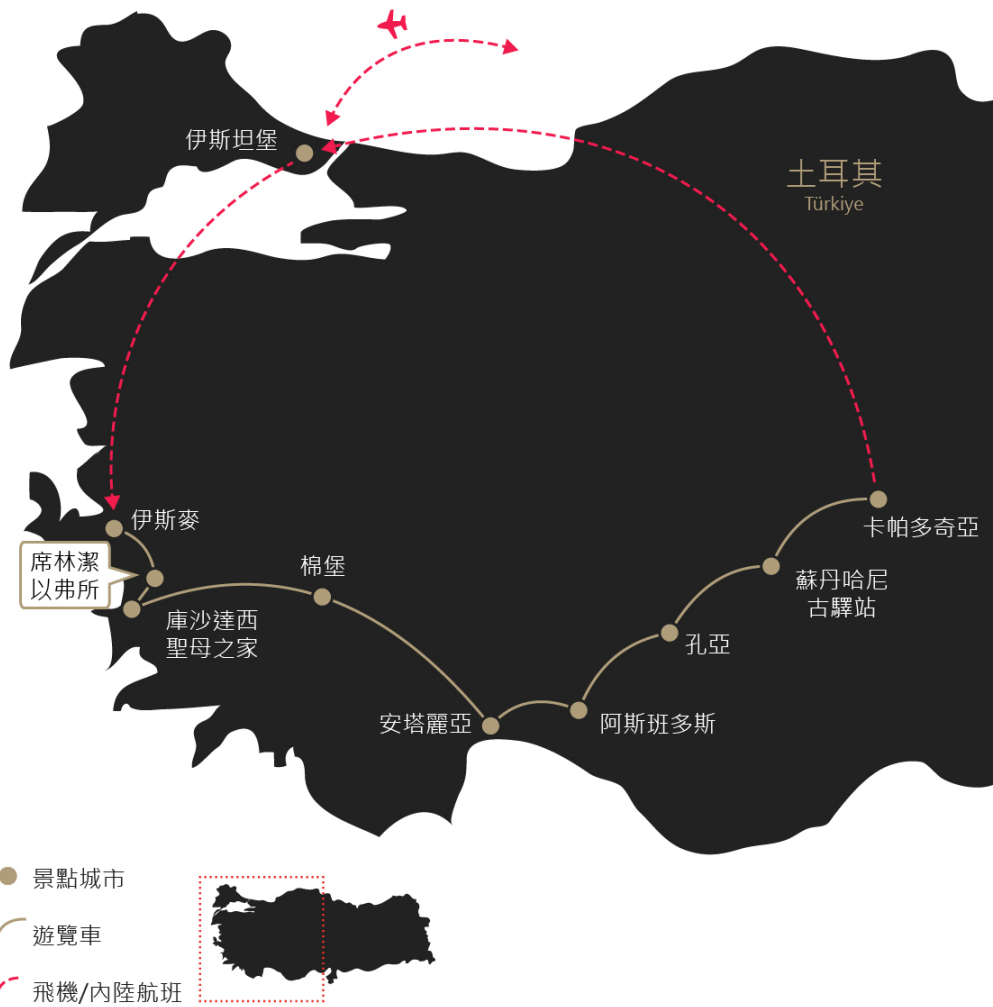 伊斯坦堡
土耳其
Türkiye
伊斯麥
席林潔
以弗所
庫沙達西
聖母之家
棉堡
安塔麗亞
阿斯班多斯
孔亞
蘇丹哈尼
古驛站
卡帕多奇亞
景點城市
遊覽車
飛機/內陸航班